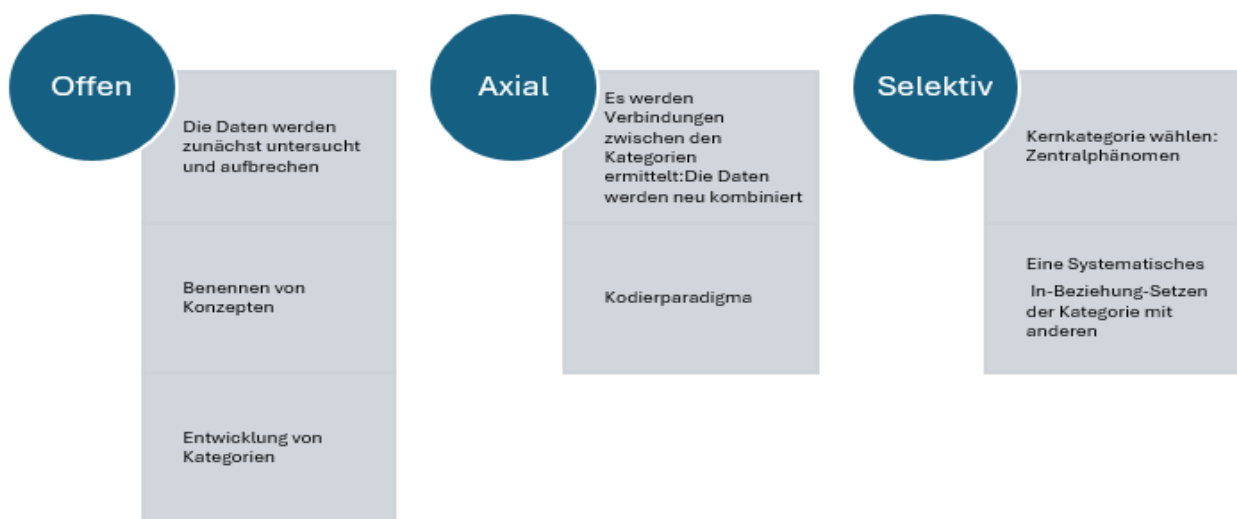 Offen
Die Daten werden
zunächst untersucht
und aufbrechen
Benennen von
Konzepten
Entwicklung von
Kategorien
Axial
Es werden
Verbindungen
zwischen den
Kategorien
ermittelt:Die Daten
werden neu kombiniert
Kodierparadigma
Selektiv
Kernkategorie wählen:
Zentralphänomen
Eine Systematisches
In-Beziehung-Setzen
der Kategorie mit
anderen